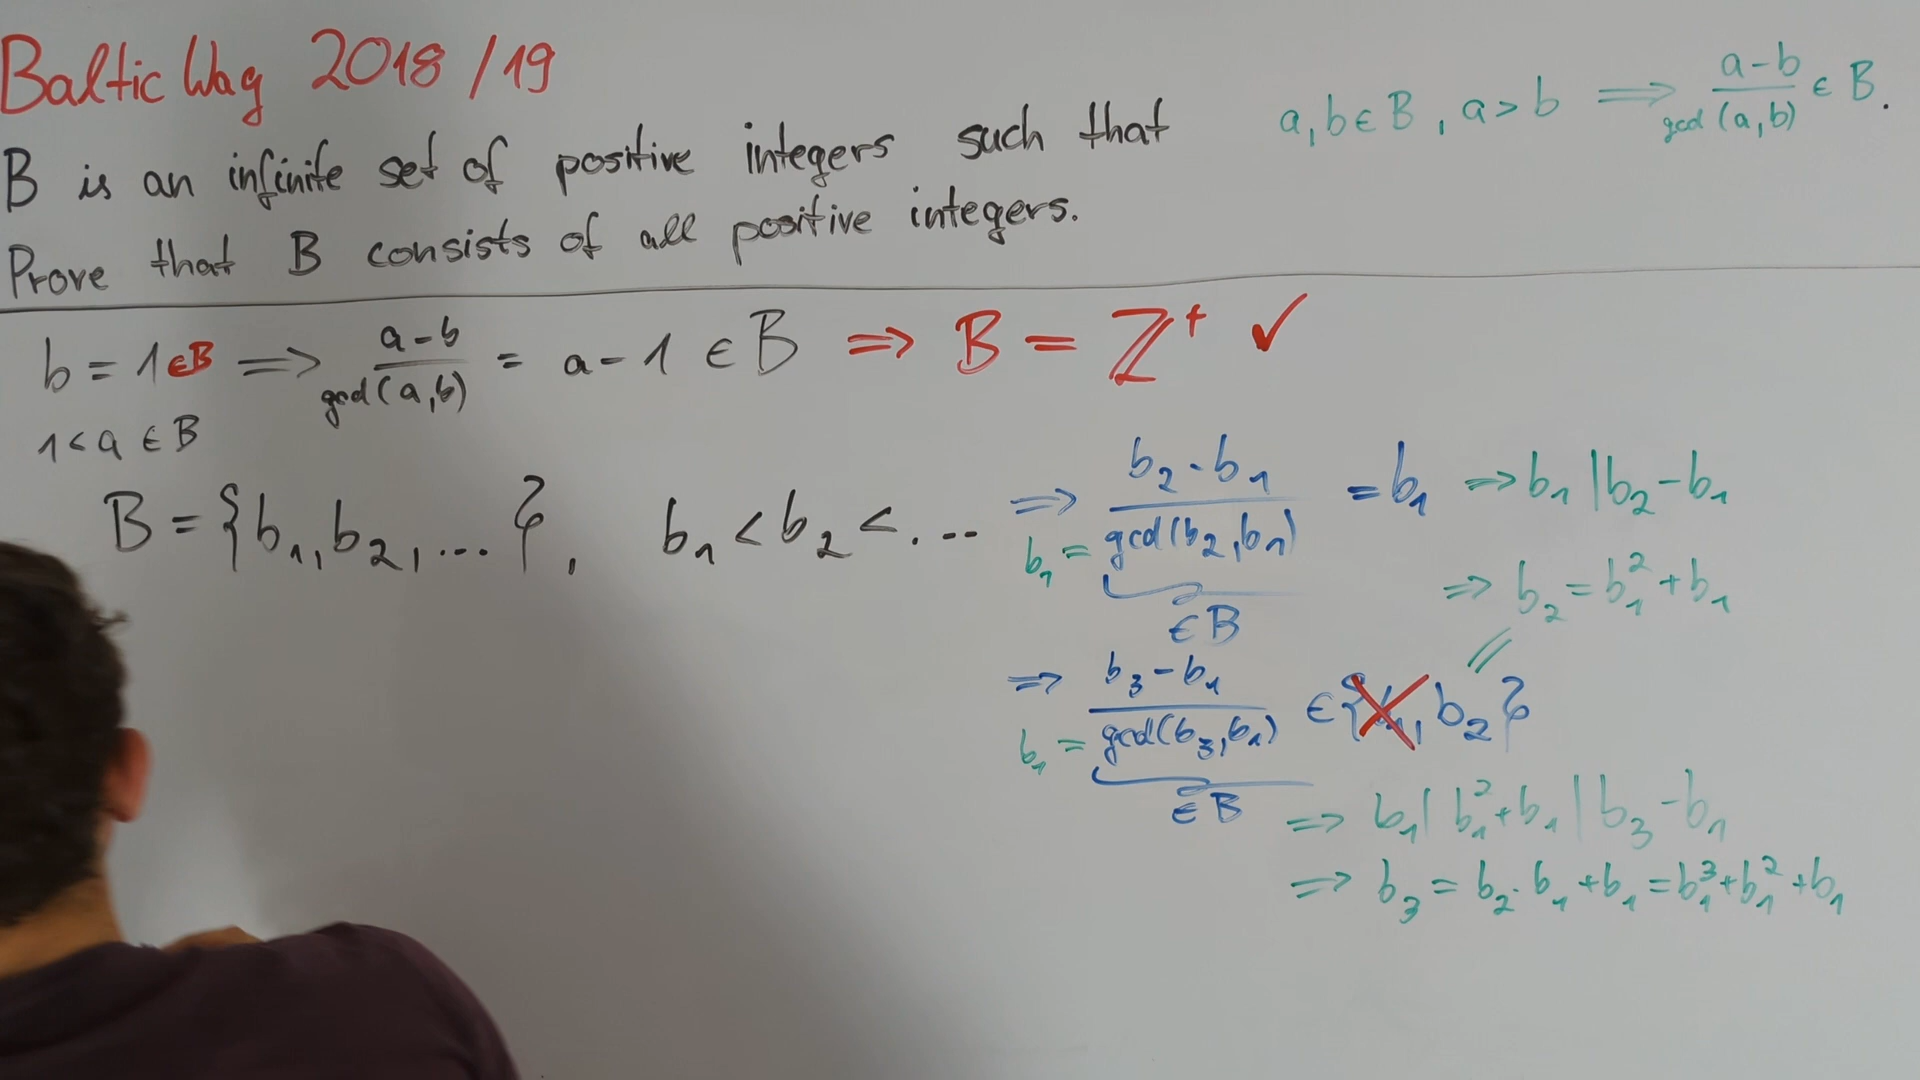 Baltic Way 2018/19
a, b ∈ B, a > b ⟹ (a-b)/gcd(a,b) ∈ B.
B is an infinite set of positive integers such that
Prove that B consists of all positive integers.
b = 1 ∈ B ⟹ (a-b)/gcd(a,b) = a-1 ∈ B ⟹ B = ℤ⁺ ✓
1 < a ∈ B
B = {b₁, b₂, ...}, b₁ < b₂ < ...
⟹ (b₂-b₁)/gcd(b₂,b₁) = b₁ ⟹ b₁ | b₂-b₁
b₁ = gcd(b₂,b₁) ∈ B
⟹ b₂ = b₁² + b₁
⟹ (b₃-b₁)/gcd(b₃,b₁) ∈ {b₁, b₂}
b₁ = gcd(b₃,b₁) ∈ B
⟹ b₁ | b₁²+b₁ | b₃-b₁
⟹ b₃ = b₂·b₁ + b₁ = b₁³+b₁²+b₁